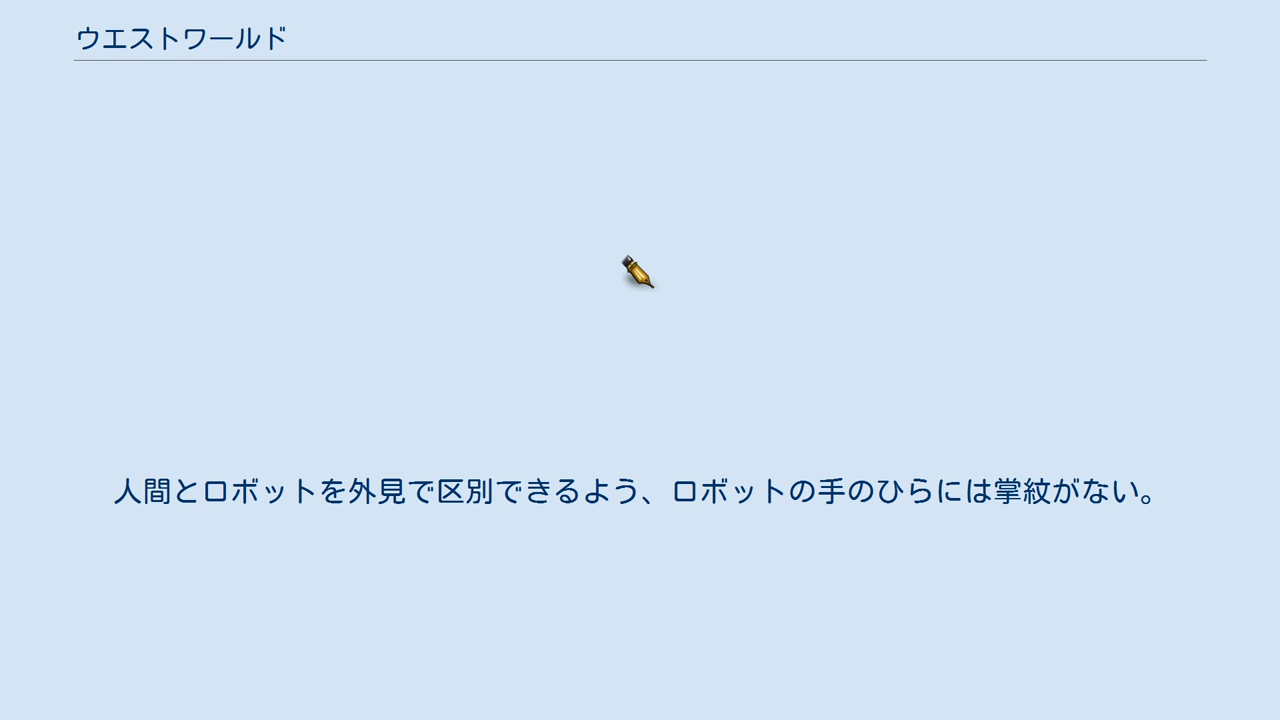 ウエストワールド
人間とロボットを外見で区別できるよう、ロボットの手のひらには掌紋がない。